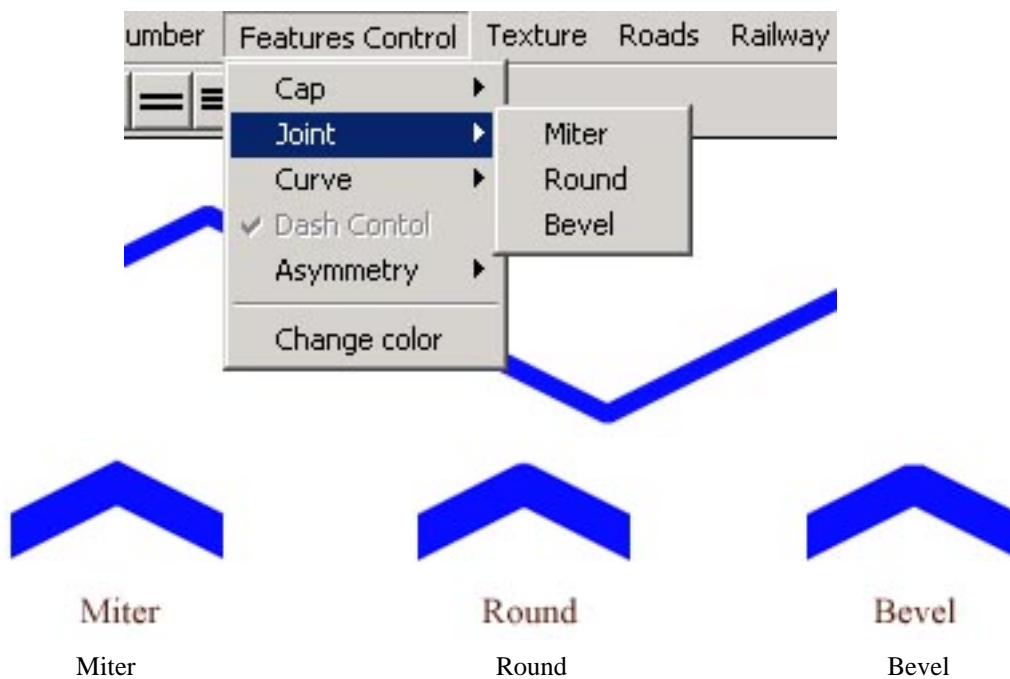 umber Features Control Texture Roads Railway
Cap
Joint
Curve
Dash Contol
Asymmetry
Change color
Miter
Round
Bevel
Miter Round Bevel
Miter Round Bevel